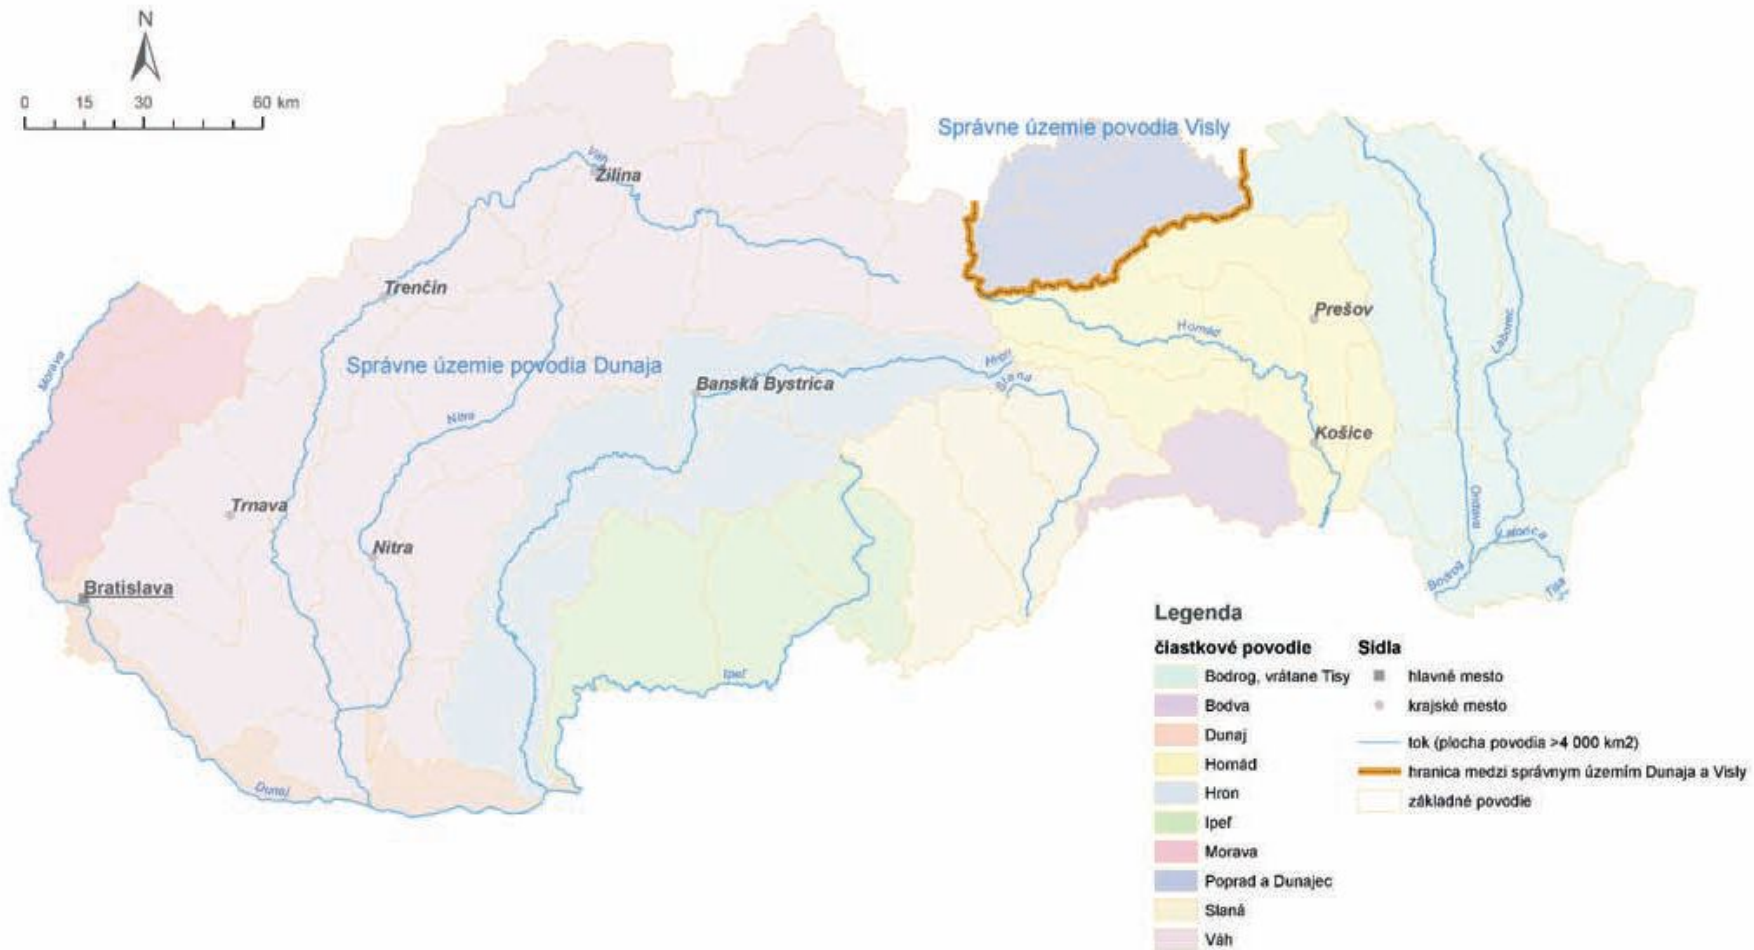 N
0 15 30 60 km
Správne územie povodia Visly
Váh
Žilina
Trenčín
Prešov
Morava
Homád
Laborec
Správne územie povodia Dunaja
Hron
Slaná
Banská Bystrica
Nitra
Košice
Trnava
Ondava
Nitra
Latorica
Bratislava
Bodrog
Tisa
Ipeľ
Dunaj
Legenda
čiastkové povodie
Bodrog, vrátane Tisy
Bodva
Dunaj
Homád
Hron
Ipeľ
Morava
Poprad a Dunajec
Slaná
Váh
Sídla
hlavné mesto
krajské mesto
tok (plocha povodia >4 000 km2)
hranica medzi správnym územím Dunaja a Visly
základné povodie